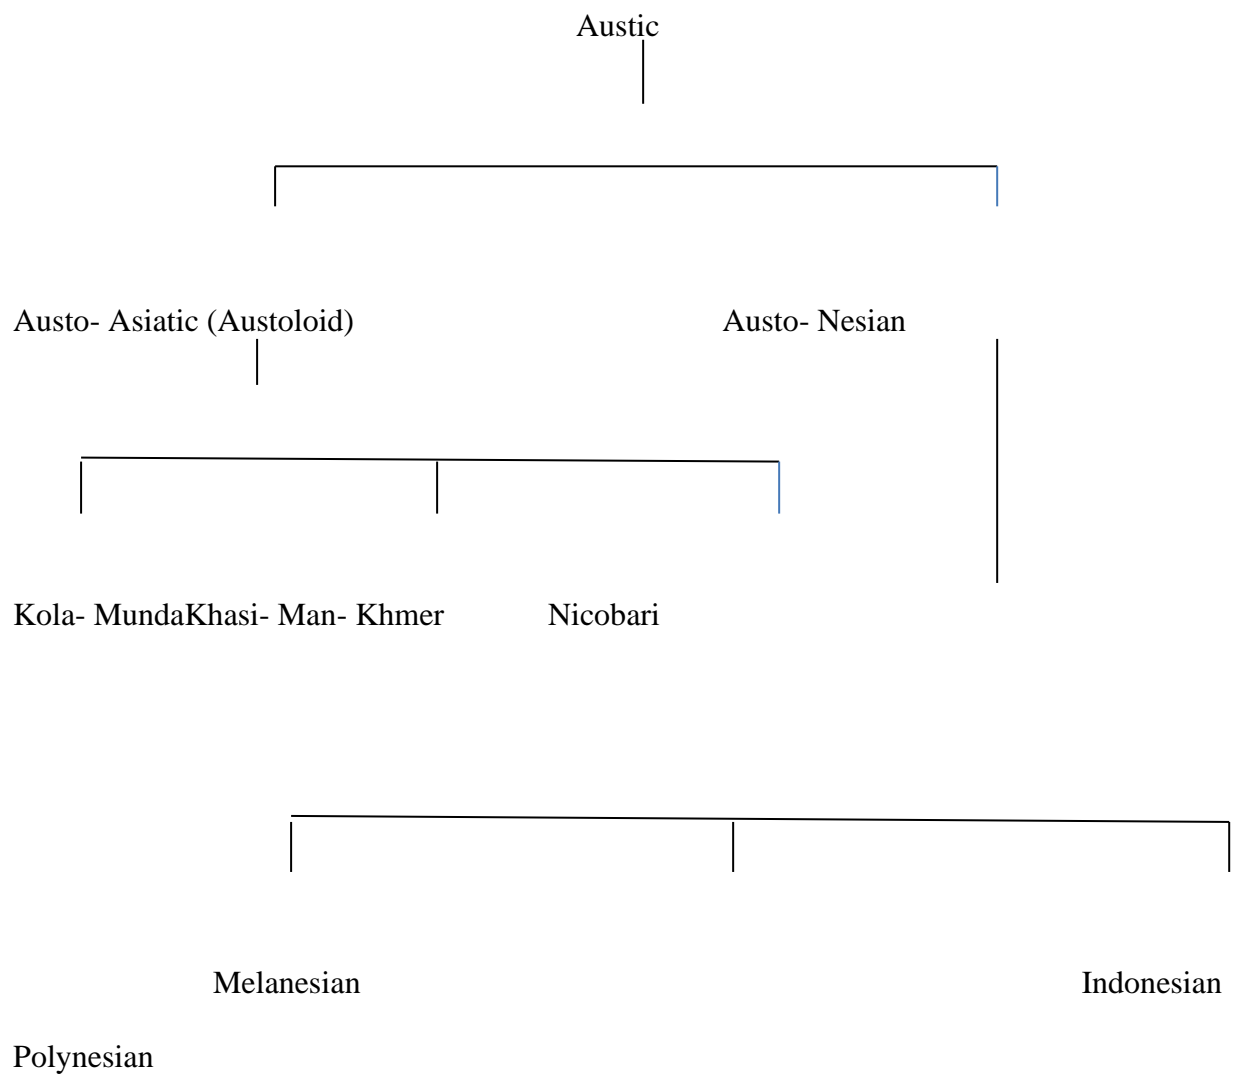 Austic
Austo- Asiatic (Austoloid) Austo- Nesian
Kola- MundaKhasi- Man- Khmer Nicobari
Melanesian Indonesian
Polynesian